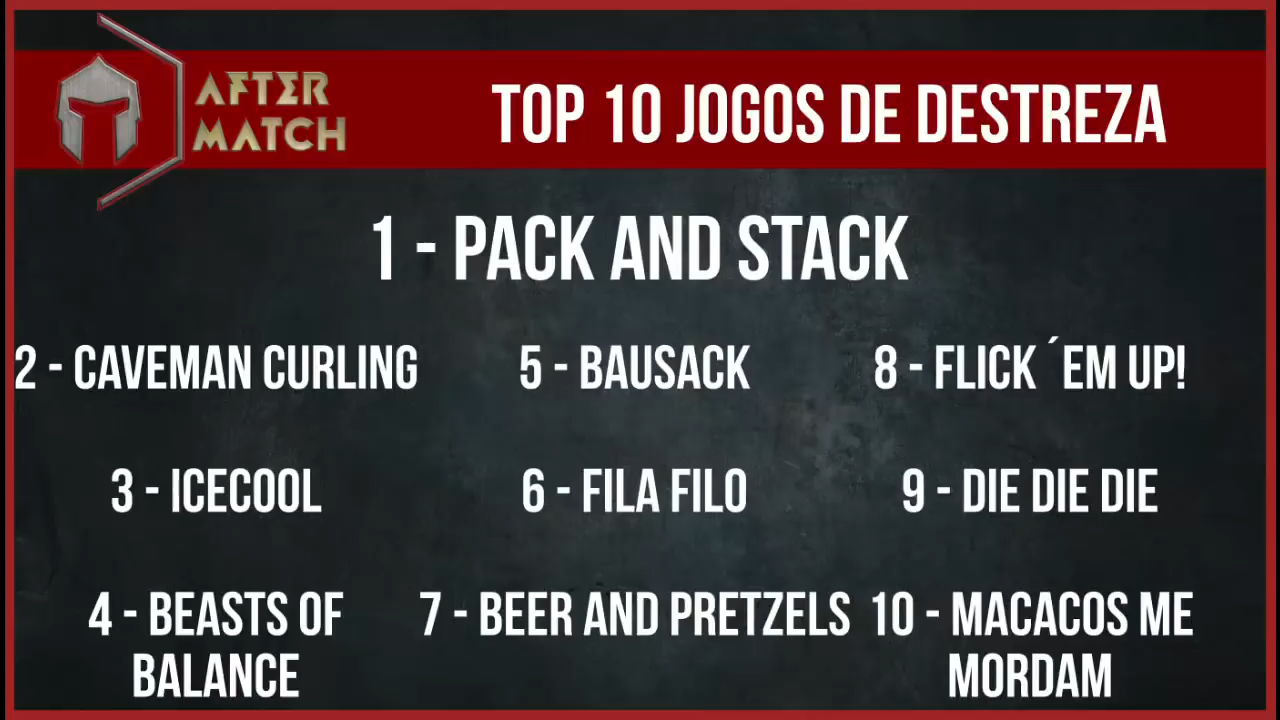 AFTER
MATCH
TOP 10 JOGOS DE DESTREZA
1 - PACK AND STACK
2 - CAVEMAN CURLING
3 - ICECOOL
4 - BEASTS OF
BALANCE
5 - BAUSACK
6 - FILA FILO
7 - BEER AND PRETZELS
8 - FLICK ´EM UP!
9 - DIE DIE DIE
10 - MACACOS ME
MORDAM